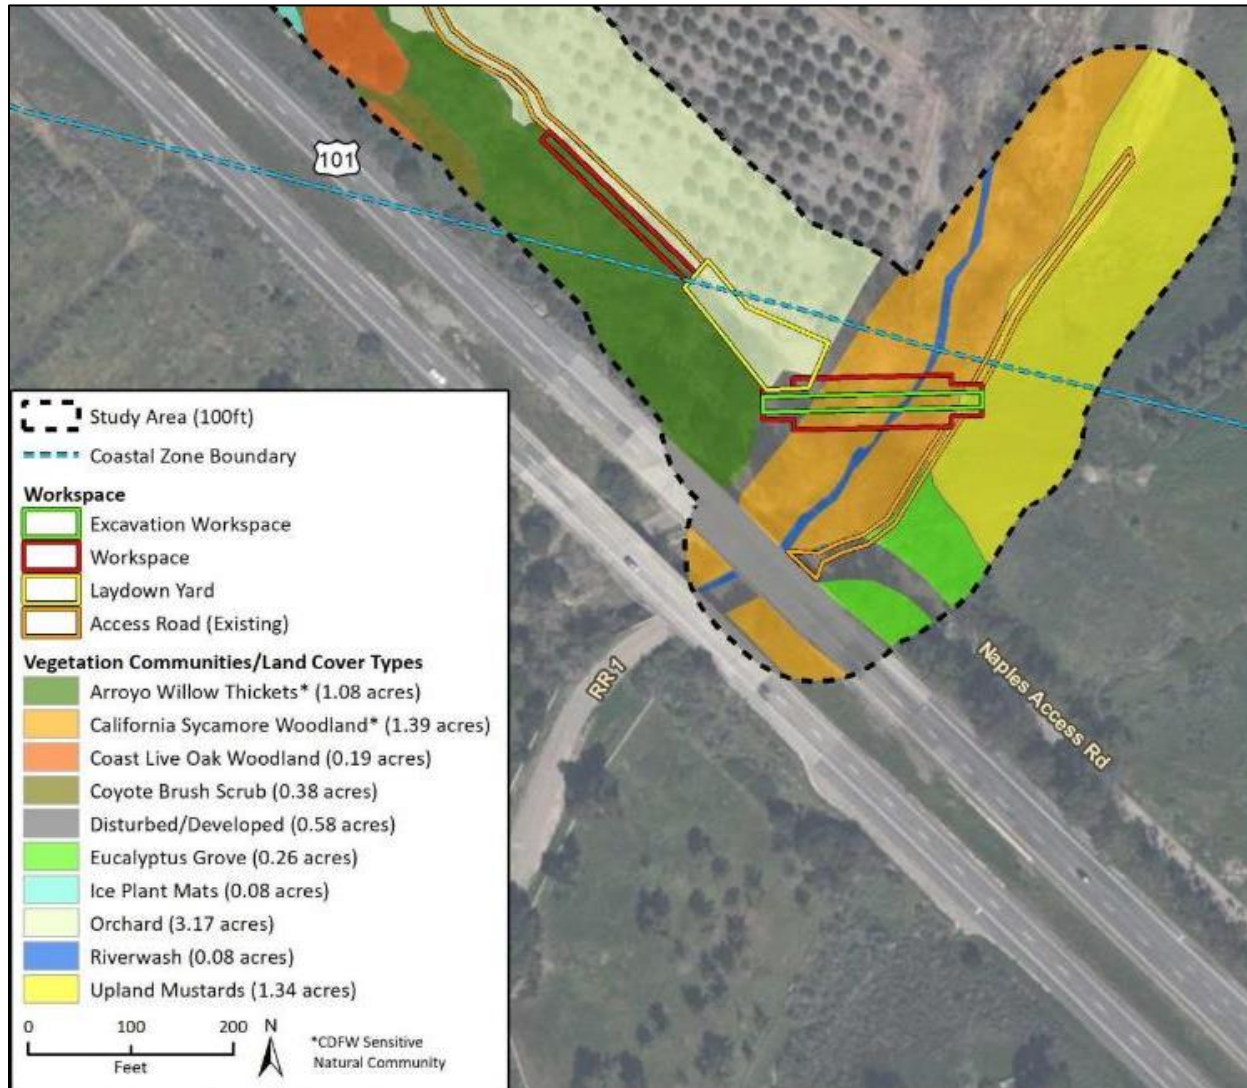 101
Study Area (100ft)
Coastal Zone Boundary
Workspace
Excavation Workspace
Workspace
Laydown Yard
Access Road (Existing)
Vegetation Communities/Land Cover Types
Arroyo Willow Thickets* (1.08 acres)
California Sycamore Woodland* (1.39 acres)
Coast Live Oak Woodland (0.19 acres)
Coyote Brush Scrub (0.38 acres)
Disturbed/Developed (0.58 acres)
Eucalyptus Grove (0.26 acres)
Ice Plant Mats (0.08 acres)
Orchard (3.17 acres)
Riverwash (0.08 acres)
Upland Mustards (1.34 acres)
0 100 200
Feet
N
*CDFW Sensitive
Natural Community
RR 1
Naples Access Rd